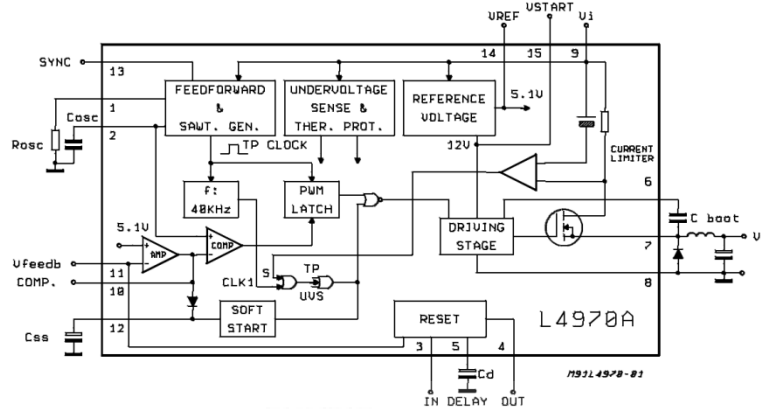 VREF VSTART Vi
14 15 9
SYNC 13
FEEDFORWARD & SAWT. GEN.
UNDERVOLTAGE SENSE & THER. PROT.
REFERENCE VOLTAGE
5.1V
1
Cosc
2
Rosc
TP CLOCK
12V
CURRENT LIMITER
6
f: 40KHz
PWM LATCH
C boot
DRIVING STAGE
5.1V
+
AMP
-
+
COMP
-
7
V
Vfeedb
11
COMP.
10
S
TP
CLK1
UVS
8
Css
12
SOFT START
RESET
L4970A
3 5 4
Cd
M93L4970-03
IN DELAY OUT